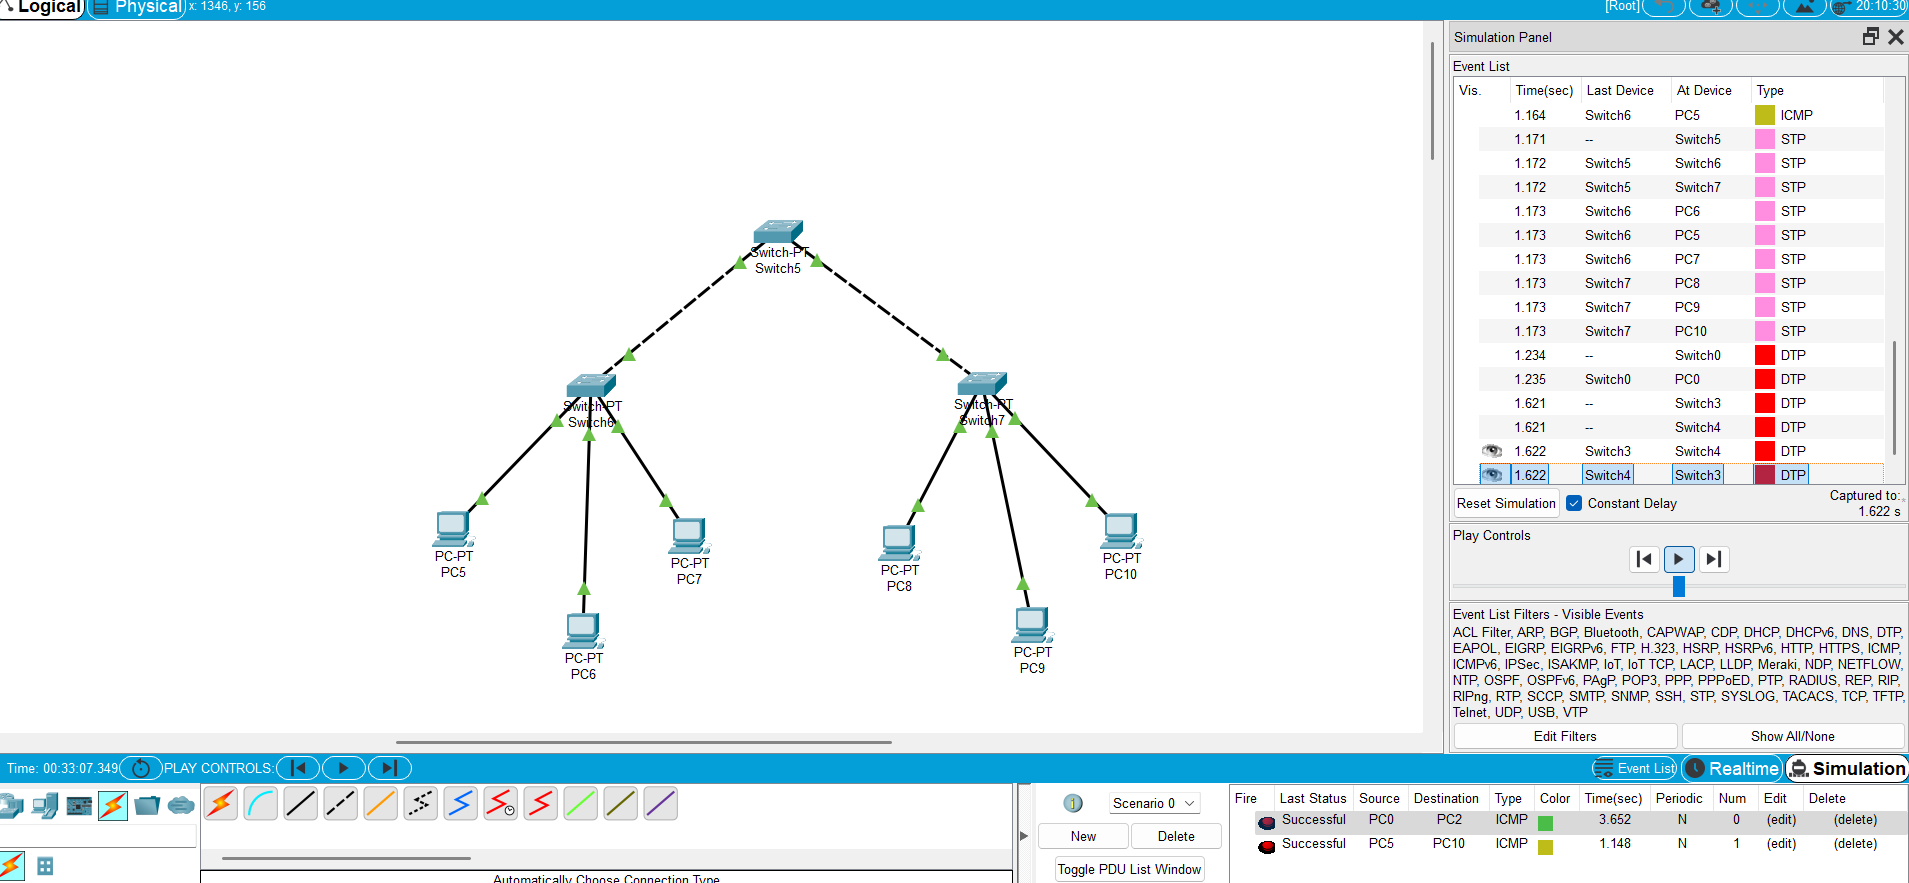 Logical Physical x: 1346, y: 156 [Root] 20:10:30
Simulation Panel
Event List
Vis. Time(sec) Last Device At Device Type
1.164 Switch6 PC5 ICMP
1.171 -- Switch5 STP
1.172 Switch5 Switch6 STP
1.172 Switch5 Switch7 STP
1.173 Switch6 PC6 STP
1.173 Switch6 PC5 STP
1.173 Switch6 PC7 STP
1.173 Switch7 PC8 STP
1.173 Switch7 PC9 STP
1.173 Switch7 PC10 STP
1.234 -- Switch0 DTP
1.235 Switch0 PC0 DTP
1.621 -- Switch3 DTP
1.621 -- Switch4 DTP
1.622 Switch3 Switch4 DTP
1.622 Switch4 Switch3 DTP
Reset Simulation Constant Delay Captured to:
1.622 s
Play Controls
Event List Filters - Visible Events
ACL Filter, ARP, BGP, Bluetooth, CAPWAP, CDP, DHCP, DHCPv6, DNS, DTP,
EAPOL, EIGRP, EIGRPv6, FTP, H.323, HSRP, HSRPv6, HTTP, HTTPS, ICMP,
ICMPv6, IPSec, ISAKMP, IoT, IoT TCP, LACP, LLDP, Meraki, NDP, NETFLOW,
NTP, OSPF, OSPFv6, PAgP, POP3, PPP, PPPoED, PTP, RADIUS, REP, RIP,
RIPng, RTP, SCCP, SMTP, SNMP, SSH, STP, SYSLOG, TACACS, TCP, TFTP,
Telnet, UDP, USB, VTP
Edit Filters Show All/None
Switch-PT
Switch5
Switch-PT
Switch6
Switch-PT
Switch7
PC-PT
PC5
PC-PT
PC6
PC-PT
PC7
PC-PT
PC8
PC-PT
PC9
PC-PT
PC10
Time: 00:33:07.349 PLAY CONTROLS: Event List Realtime Simulation
Scenario 0
New Delete
Toggle PDU List Window
Fire Last Status Source Destination Type Color Time(sec) Periodic Num Edit Delete
Successful PC0 PC2 ICMP 3.652 N 0 (edit) (delete)
Successful PC5 PC10 ICMP 1.148 N 1 (edit) (delete)
Automatically Choose Connection Type